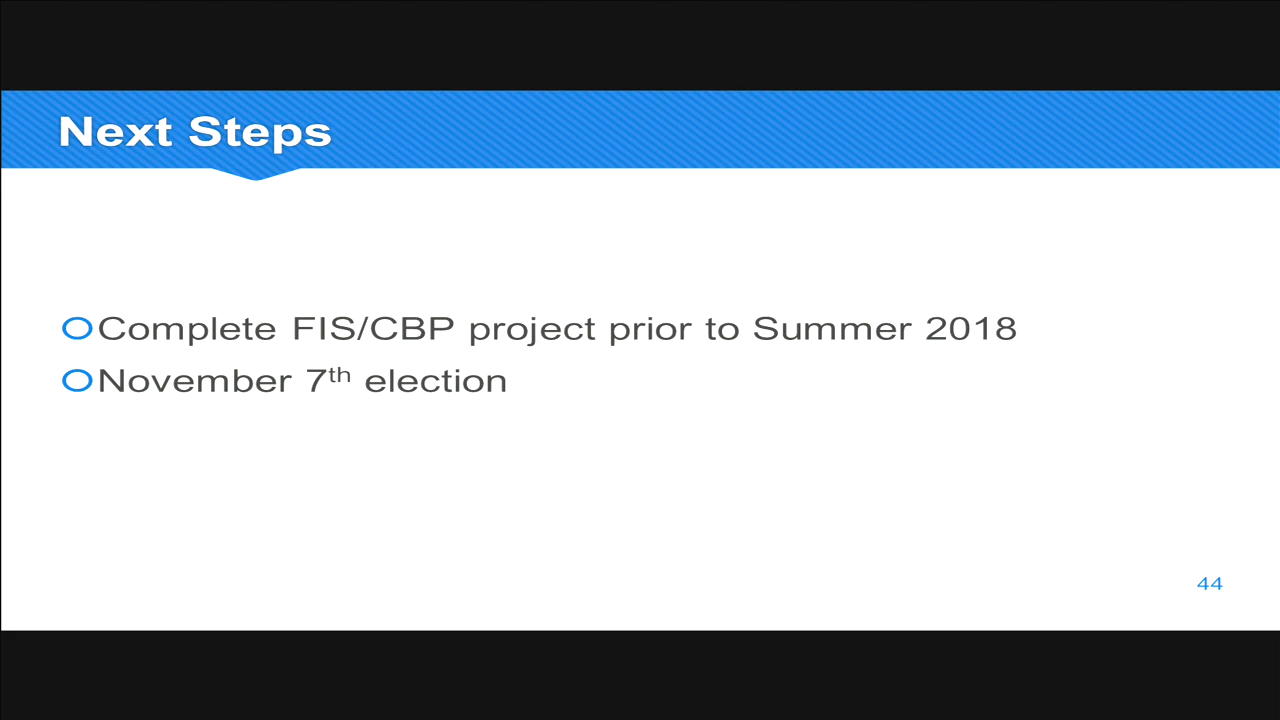 Next Steps
Complete FIS/CBP project prior to Summer 2018
November 7th election
44